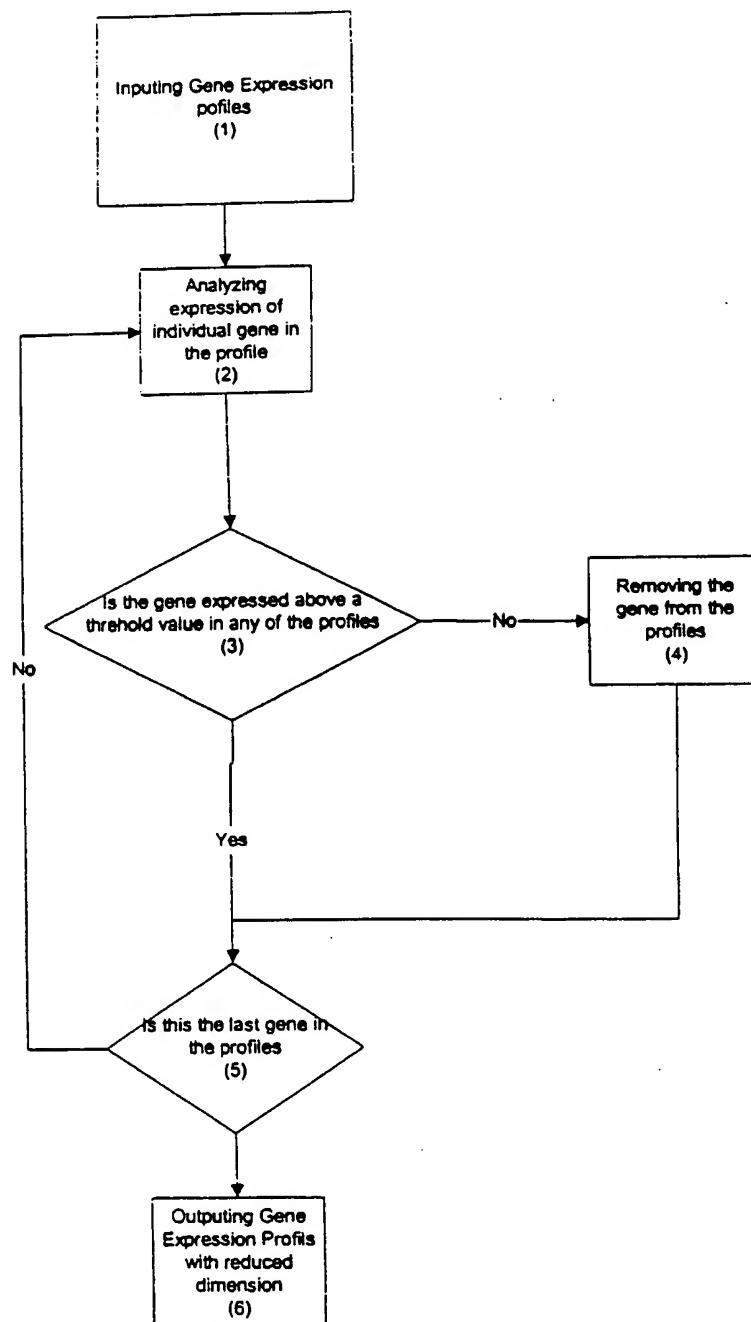 Inputing Gene Expression
pofiles
(1)
Analyzing
expression of
individual gene in
the profile
(2)
Is the gene expressed above a
threhold value in any of the profiles
(3)
No
Removing the
gene from the
profiles
(4)
No
Yes
Is this the last gene in
the profiles
(5)
Outputing Gene
Expression Profils
with reduced
dimension
(6)